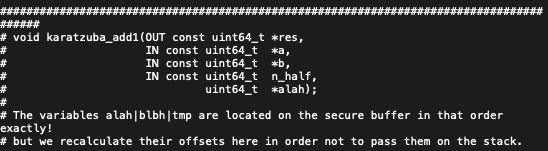 ################################################################################
######
# void karatzuba_add1(OUT const uint64_t *res,
#                     IN const uint64_t  *a,
#                     IN const uint64_t  *b,
#                     IN const uint64_t  n_half,
#                              uint64_t  *alah);
#
# The variables alah|blbh|tmp are located on the secure buffer in that order
exactly!
# but we recalculate their offsets here in order not to pass them on the stack.